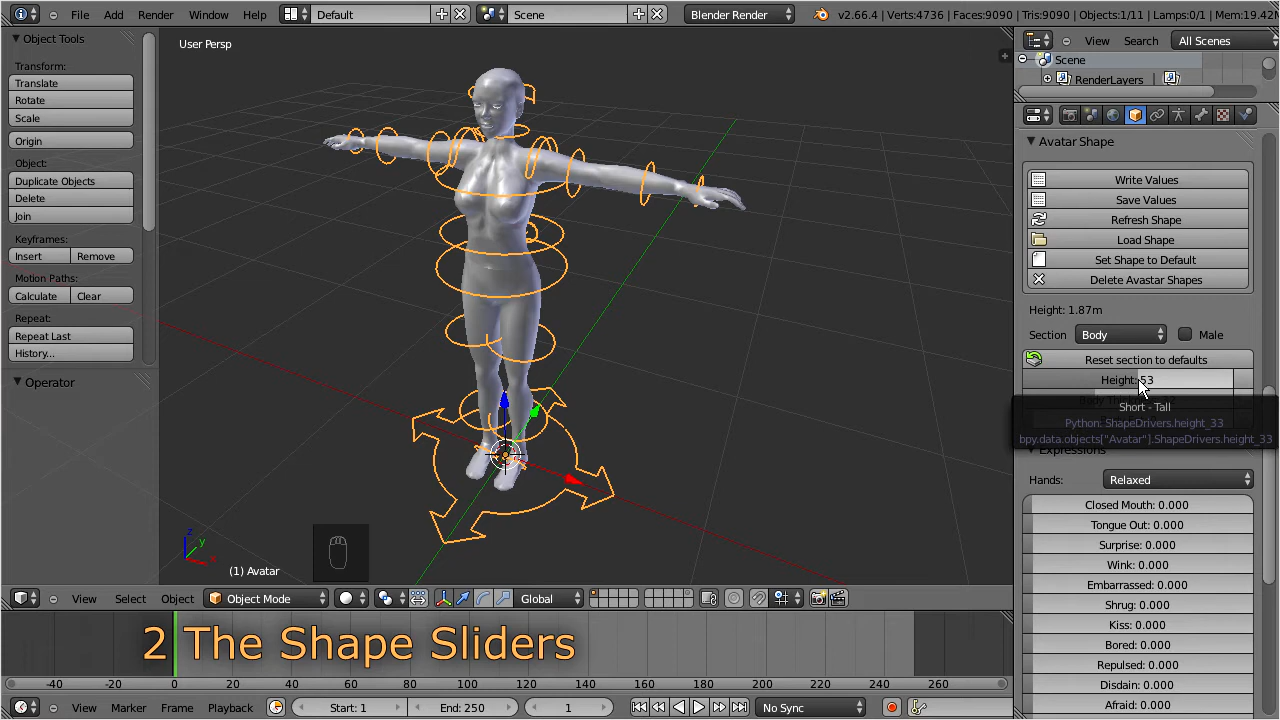 File Add Render Window Help Default Scene Blender Render v2.66.4 | Verts:4736 | Faces:9090 | Tris:9090 | Objects:1/11 | Lamps:0/1 | Mem:19.42M
Object Tools
Transform:
Translate
Rotate
Scale
Origin
Object:
Duplicate Objects
Delete
Join
Keyframes:
Insert Remove
Motion Paths:
Calculate Clear
Repeat:
Repeat Last
History...
Operator
User Persp
z
y
x
(1) Avatar
View Select Object Object Mode Global
View Search All Scenes
Scene
RenderLayers |
Avatar Shape
Write Values
Save Values
Refresh Shape
Load Shape
Set Shape to Default
Delete Avastar Shapes
Height: 1.87m
Section Body Male
Reset section to defaults
Height: 53
Short - Tall
Python: ShapeDrivers.height_33
bpy.data.objects["Avatar"].ShapeDrivers.height_33
Expressions
Hands: Relaxed
Closed Mouth: 0.000
Tongue Out: 0.000
Surprise: 0.000
Wink: 0.000
Embarrassed: 0.000
Shrug: 0.000
Kiss: 0.000
Bored: 0.000
Repulsed: 0.000
Disdain: 0.000
Afraid: 0.000
2 The Shape Sliders
-40 -20 0 20 40 60 80 100 120 140 160 180 200 220 240 260
View Marker Frame Playback Start: 1 End: 250 1 No Sync